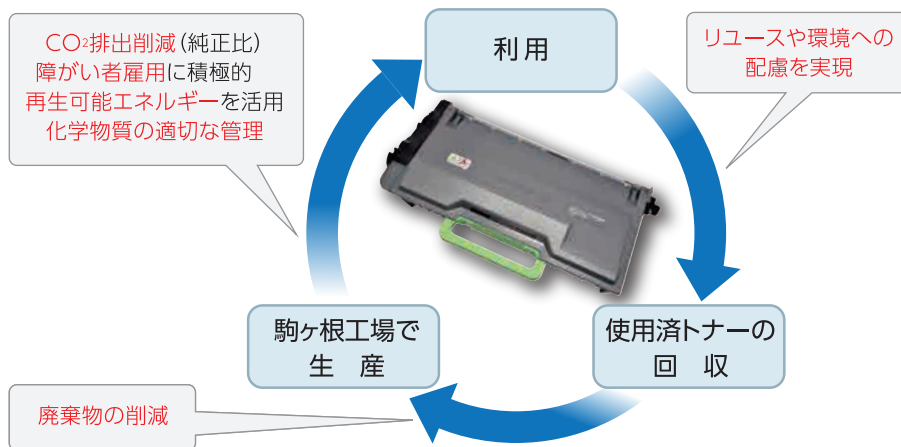 CO₂排出削減(純正比)
障がい者雇用に積極的
再生可能エネルギーを活用
化学物質の適切な管理
利用
リユースや環境への
配慮を実現
駒ヶ根工場で
生 産
使用済トナーの
回 収
廃棄物の削減